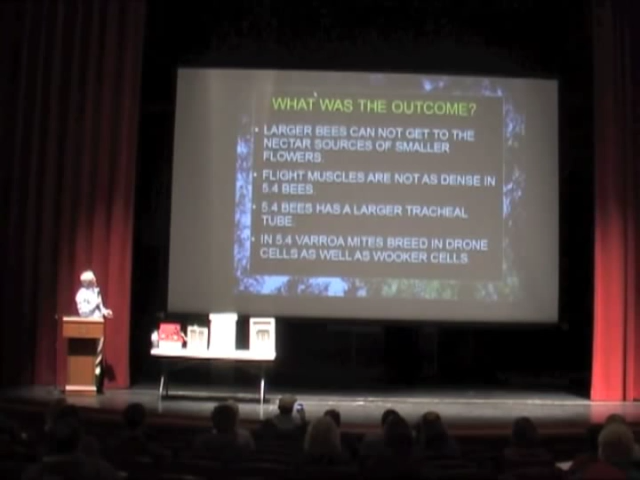 WHAT WAS THE OUTCOME?
• LARGER BEES CAN NOT GET TO THE
NECTAR SOURCES OF SMALLER
FLOWERS.
• FLIGHT MUSCLES ARE NOT AS DENSE IN
5.4 BEES.
• 5.4 BEES HAS A LARGER TRACHEAL
TUBE.
• IN 5.4 VARROA MITES BREED IN DRONE
CELLS AS WELL AS WOOKER CELLS.